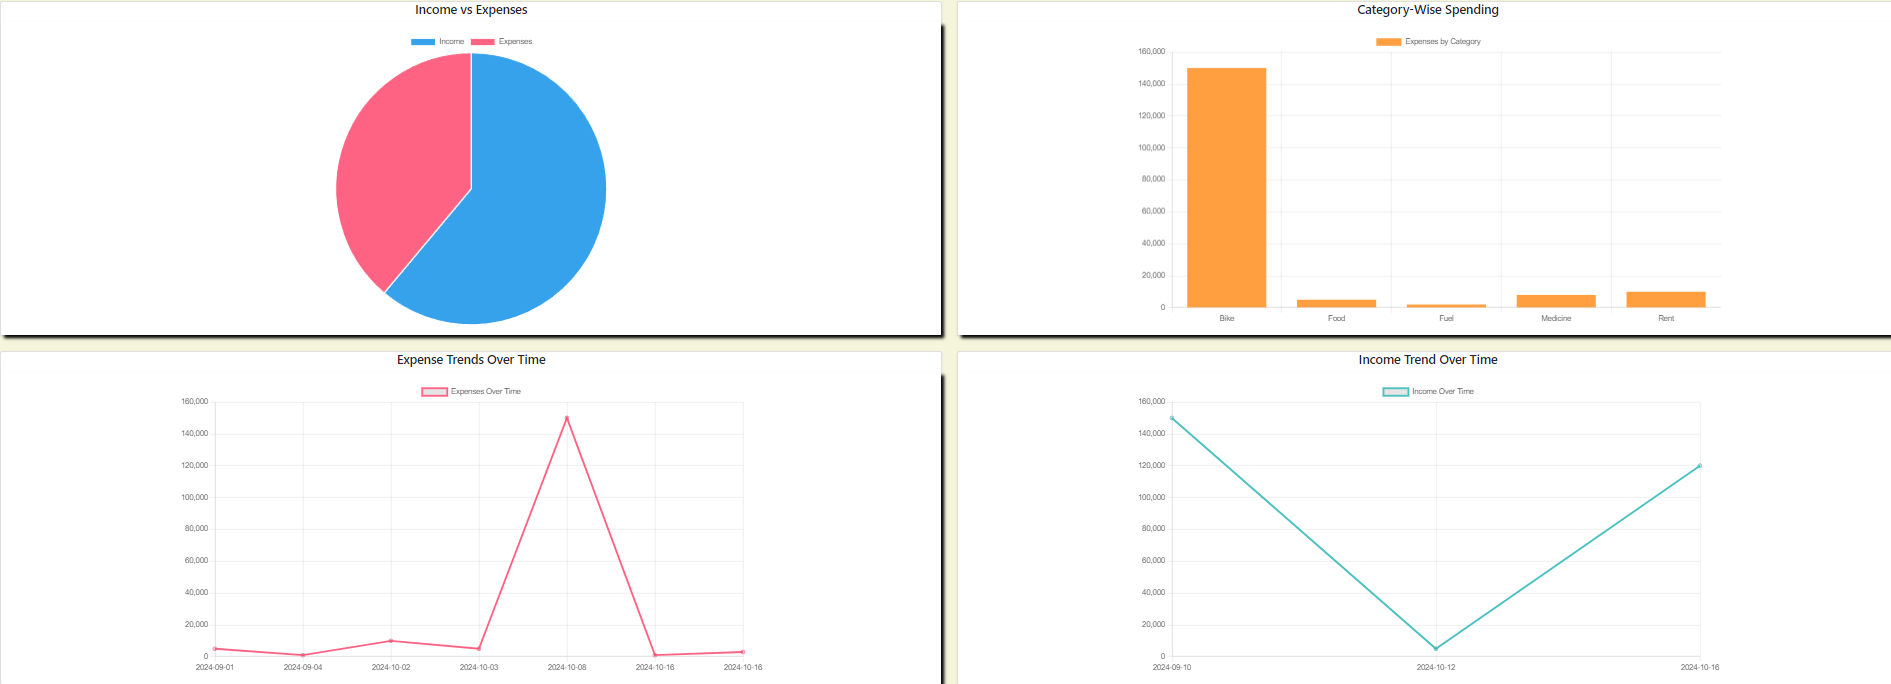 Income vs Expenses
Income Expenses
Category-Wise Spending
Expenses by Category
160,000
140,000
120,000
100,000
80,000
60,000
40,000
20,000
0
Bike Food Fuel Medicine Rent
Expense Trends Over Time
Expenses Over Time
160,000
140,000
120,000
100,000
80,000
60,000
40,000
20,000
0
2024-09-01 2024-09-04 2024-10-02 2024-10-03 2024-10-08 2024-10-16 2024-10-16
Income Trend Over Time
Income Over Time
160,000
140,000
120,000
100,000
80,000
60,000
40,000
20,000
0
2024-09-10 2024-10-12 2024-10-16